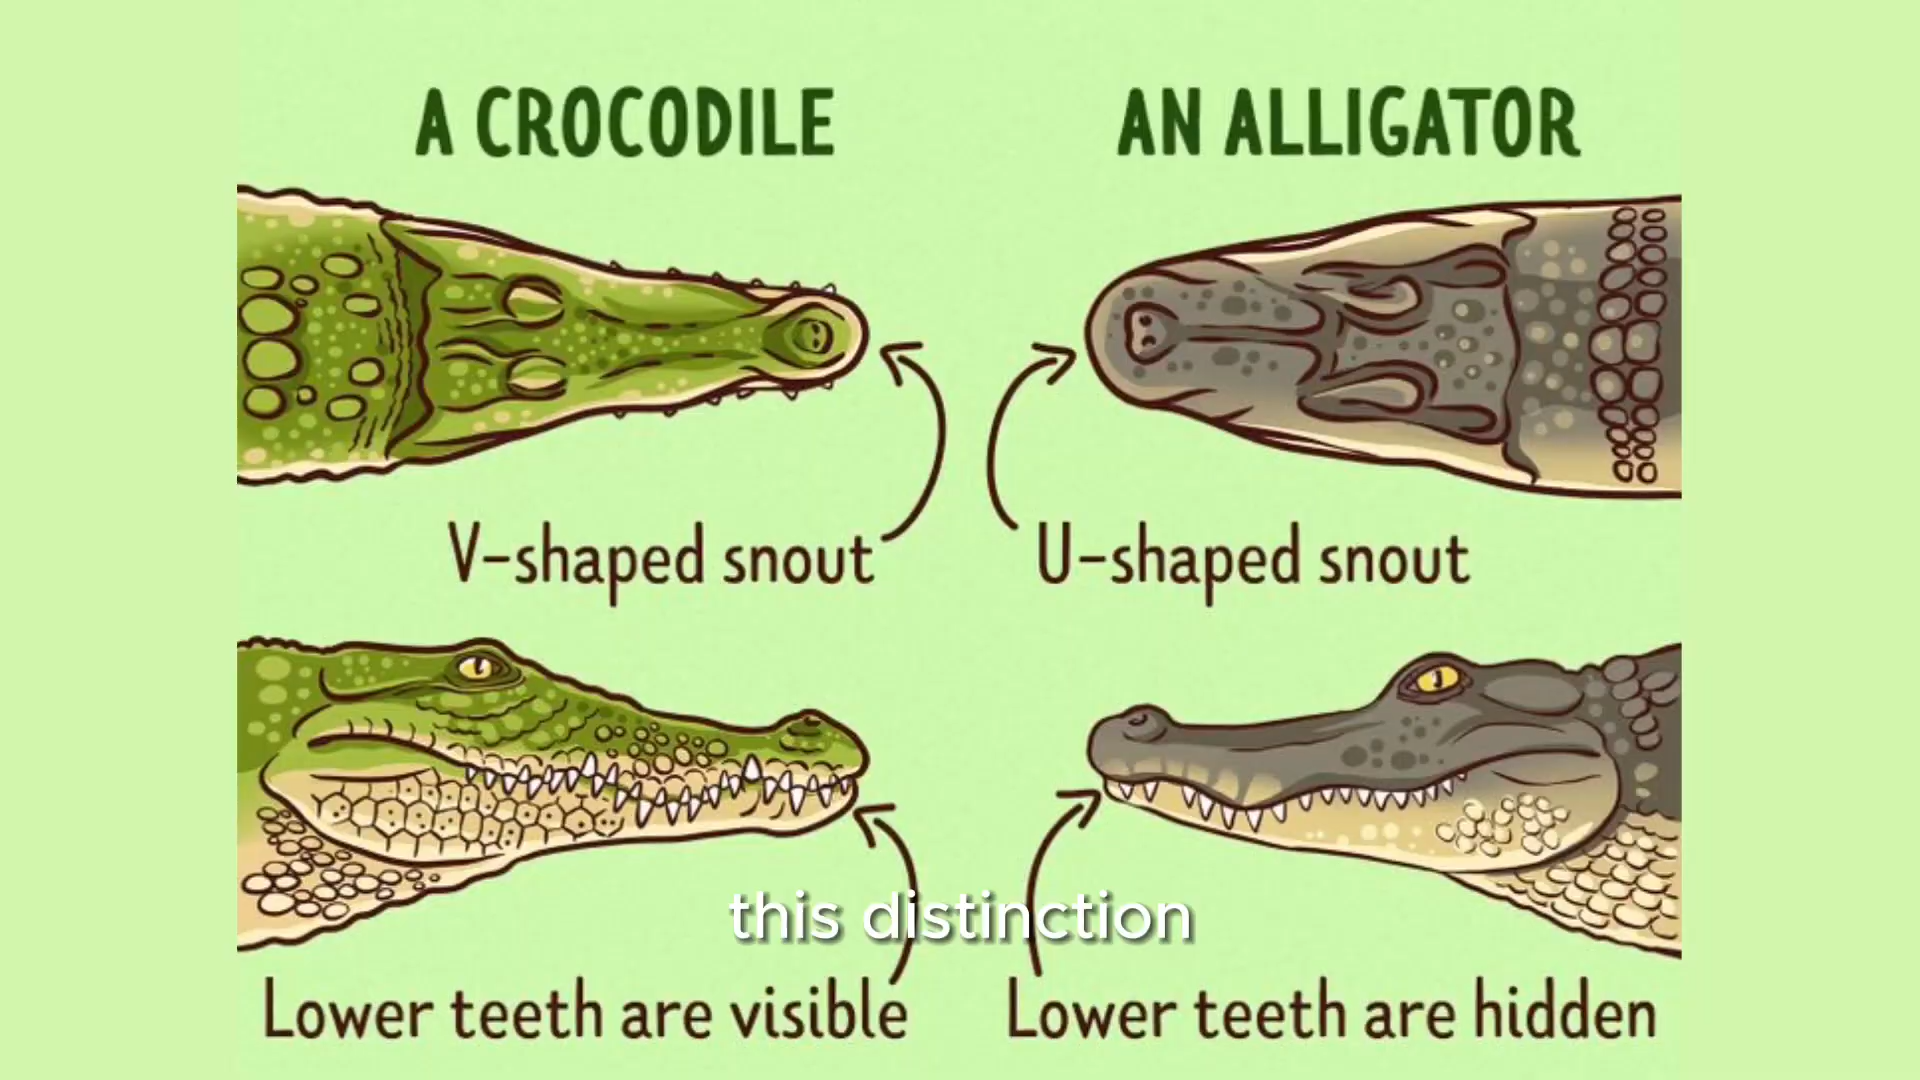 A CROCODILE
AN ALLIGATOR
V-shaped snout
U-shaped snout
this distinction
Lower teeth are visible
Lower teeth are hidden